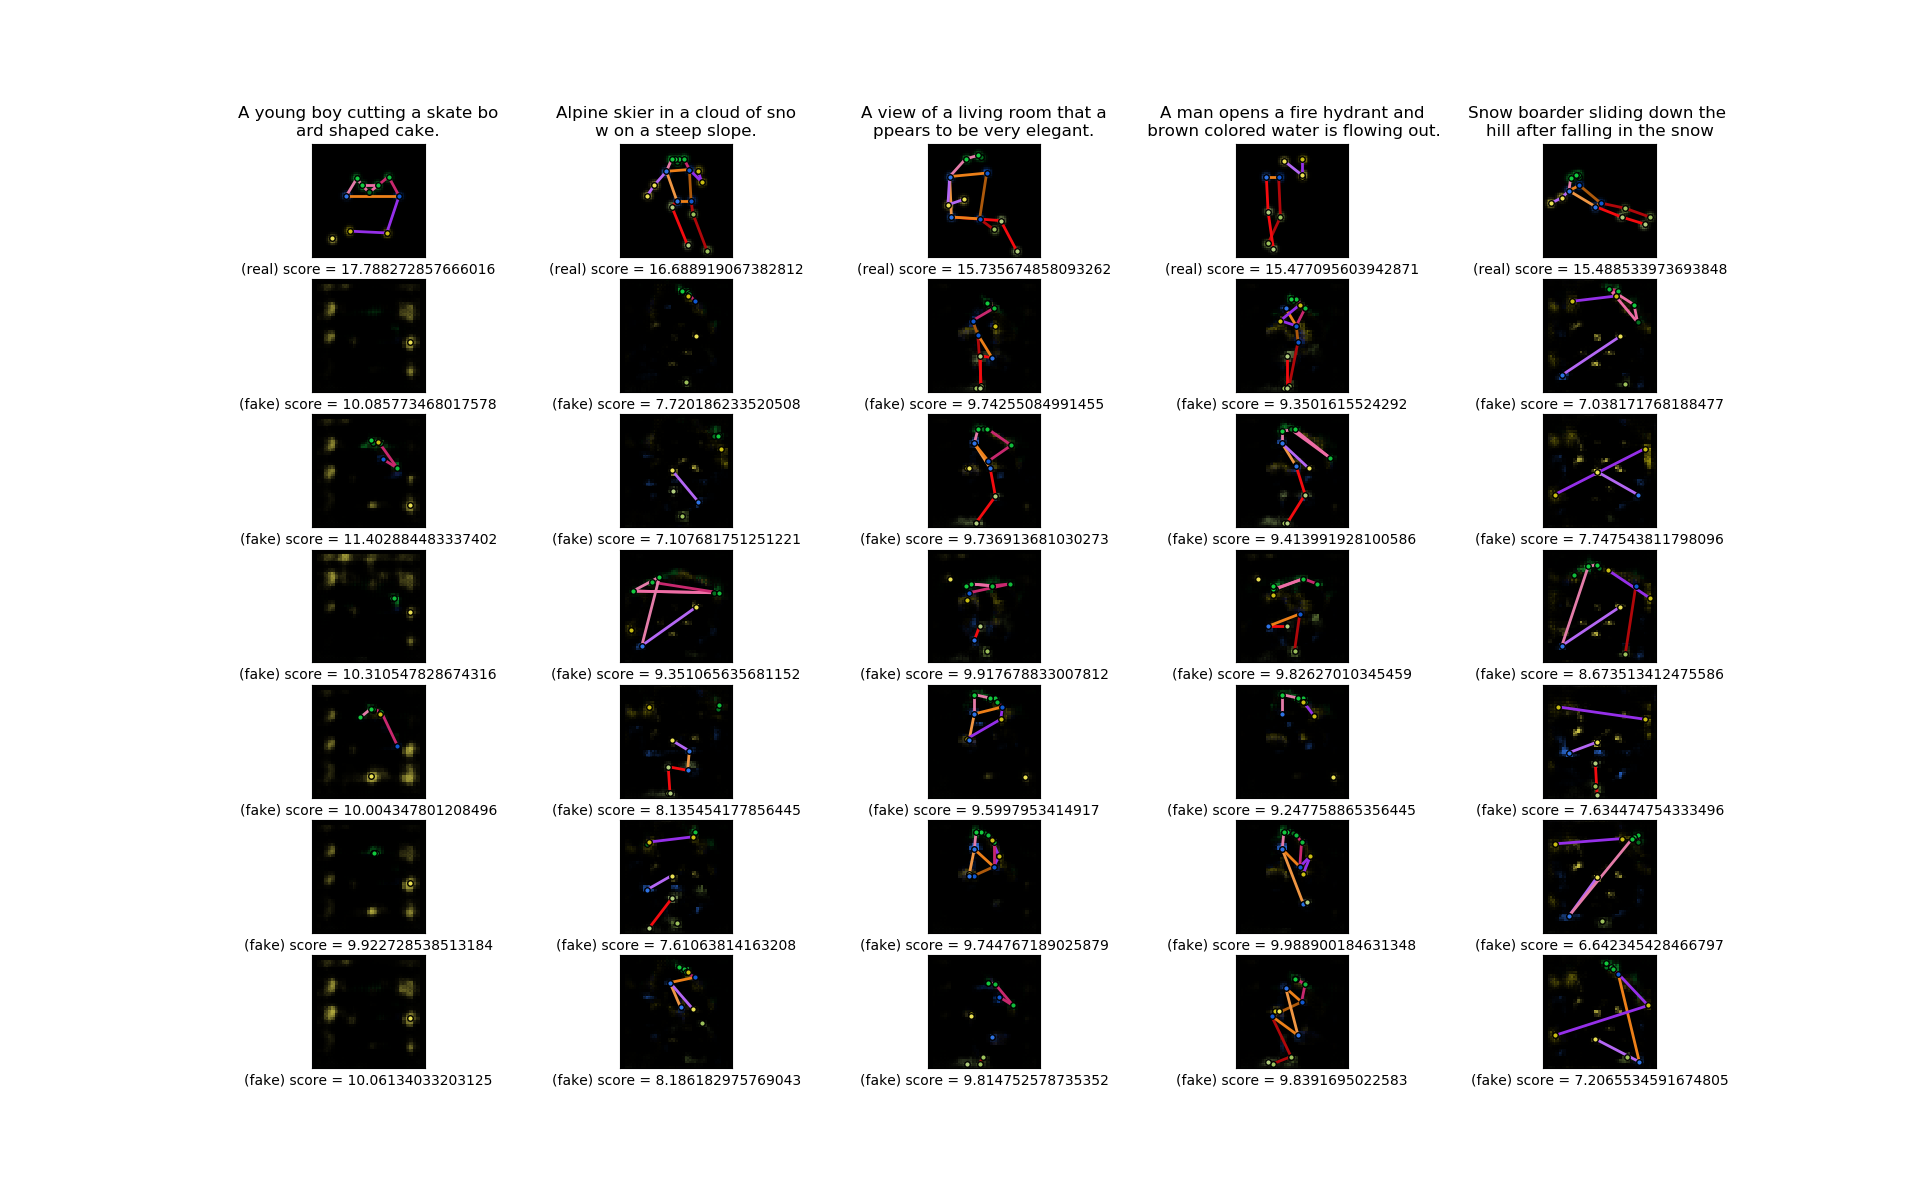 A young boy cutting a skate bo
ard shaped cake.
Alpine skier in a cloud of sno
w on a steep slope.
A view of a living room that a
ppears to be very elegant.
A man opens a fire hydrant and
brown colored water is flowing out.
Snow boarder sliding down the
hill after falling in the snow
(real) score = 17.788272857666016
(real) score = 16.688919067382812
(real) score = 15.735674858093262
(real) score = 15.477095603942871
(real) score = 15.488533973693848
(fake) score = 10.085773468017578
(fake) score = 7.720186233520508
(fake) score = 9.74255084991455
(fake) score = 9.3501615524292
(fake) score = 7.038171768188477
(fake) score = 11.402884483337402
(fake) score = 7.107681751251221
(fake) score = 9.736913681030273
(fake) score = 9.413991928100586
(fake) score = 7.747543811798096
(fake) score = 10.310547828674316
(fake) score = 9.351065635681152
(fake) score = 9.917678833007812
(fake) score = 9.82627010345459
(fake) score = 8.673513412475586
(fake) score = 10.004347801208496
(fake) score = 8.135454177856445
(fake) score = 9.5997953414917
(fake) score = 9.247758865356445
(fake) score = 7.634474754333496
(fake) score = 9.922728538513184
(fake) score = 7.61063814163208
(fake) score = 9.744767189025879
(fake) score = 9.988900184631348
(fake) score = 6.642345428466797
(fake) score = 10.06134033203125
(fake) score = 8.186182975769043
(fake) score = 9.814752578735352
(fake) score = 9.8391695022583
(fake) score = 7.2065534591674805